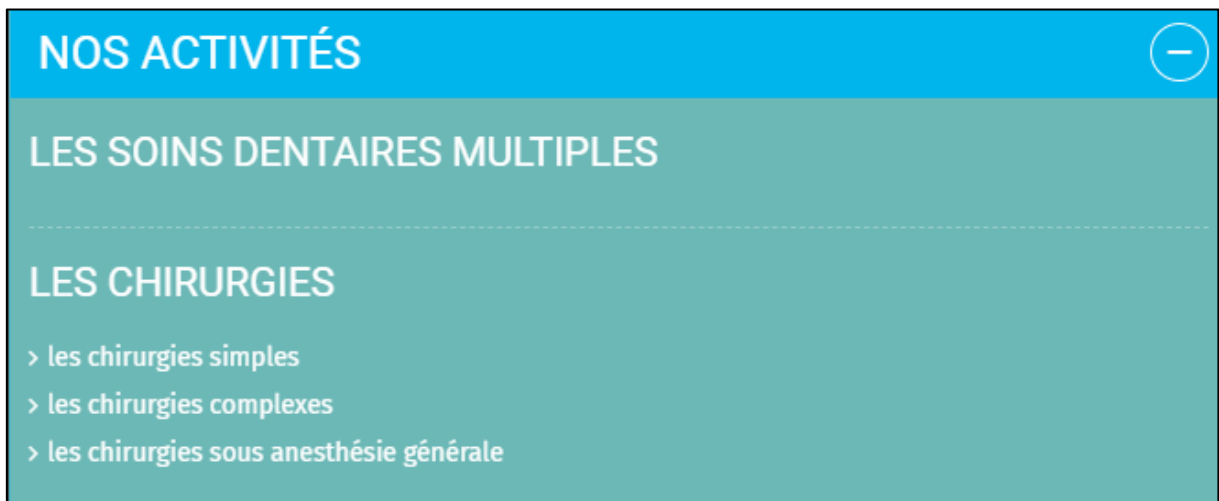 NOS ACTIVITÉS
LES SOINS DENTAIRES MULTIPLES
LES CHIRURGIES
> les chirurgies simples
> les chirurgies complexes
> les chirurgies sous anesthésie générale